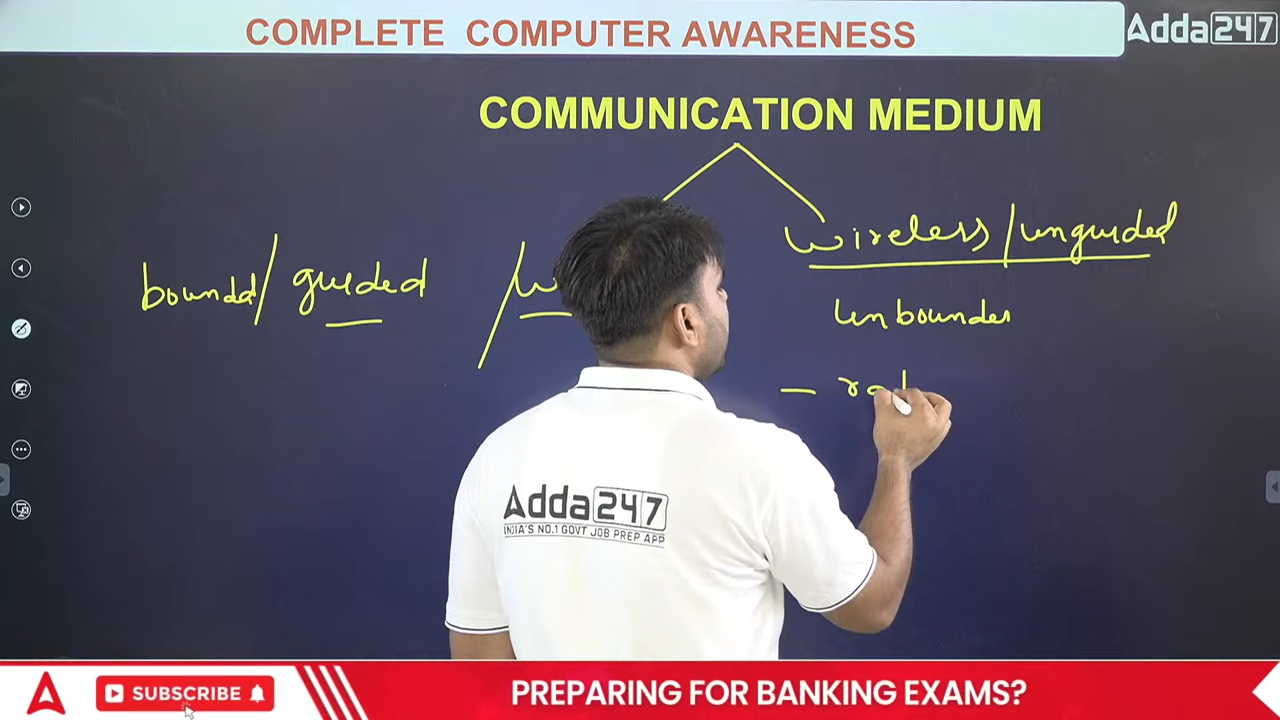 COMPLETE COMPUTER AWARENESS
Adda247
COMMUNICATION MEDIUM
wireless/unguided
bounded/guided /w
Unbounded
Adda247
INDIA'S NO.1 GOVT JOB PREP APP
SUBSCRIBE
PREPARING FOR BANKING EXAMS?